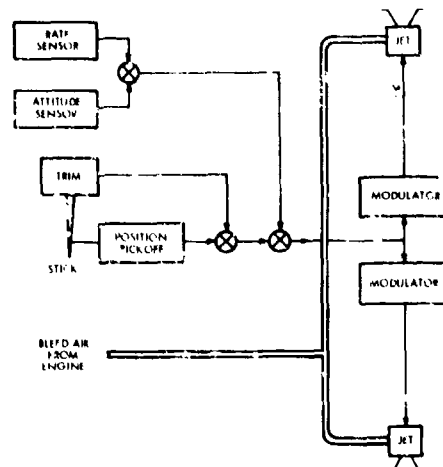 RATE
SENSOR
JET
ATTITUDE
SENSOR
TRIM
MODULATOR
POSITION
PICKOFF
STICK
MODULATOR
BLEED AIR
FROM
ENGINE
JET